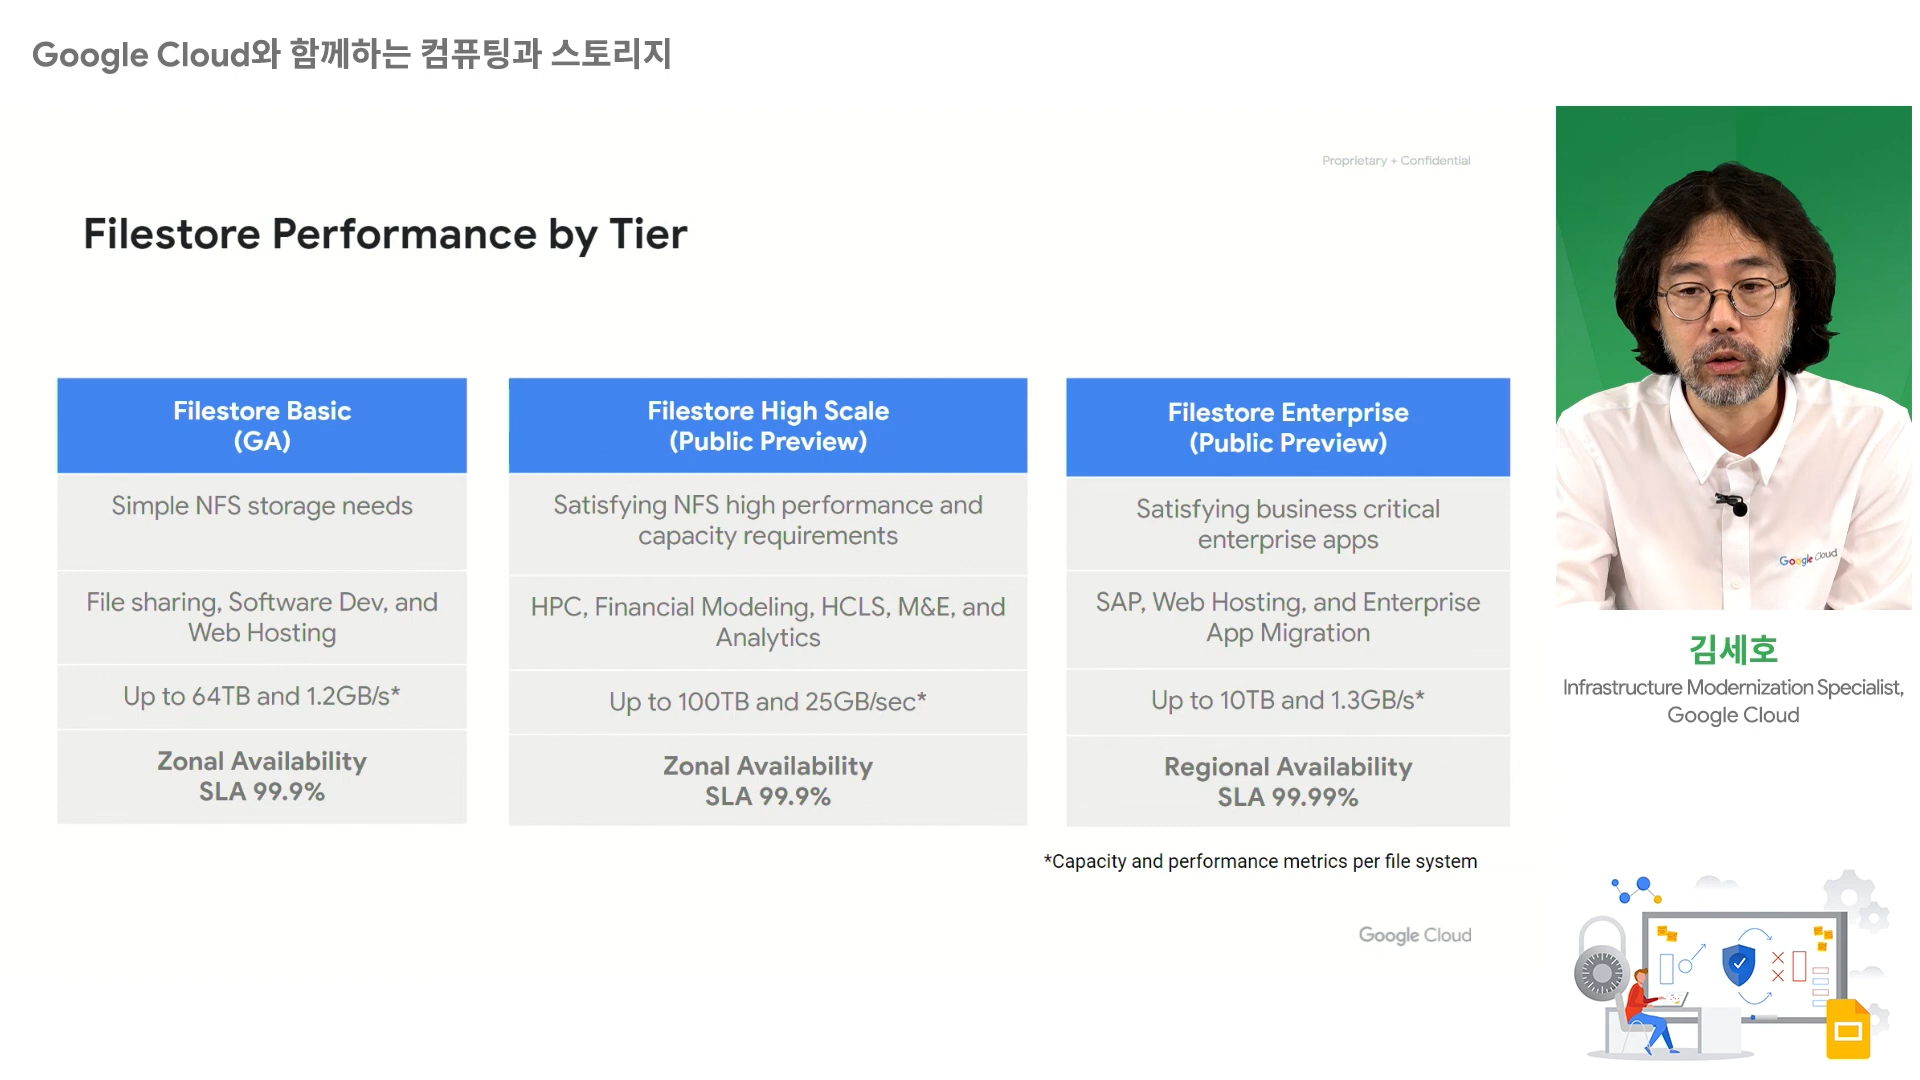 Google Cloud와 함께하는 컴퓨팅과 스토리지
Proprietary + Confidential
Filestore Performance by Tier
Filestore Basic
(GA)
Simple NFS storage needs
File sharing, Software Dev, and
Web Hosting
Up to 64TB and 1.2GB/s*
Zonal Availability
SLA 99.9%
Filestore High Scale
(Public Preview)
Satisfying NFS high performance and
capacity requirements
HPC, Financial Modeling, HCLS, M&E, and
Analytics
Up to 100TB and 25GB/sec*
Zonal Availability
SLA 99.9%
Filestore Enterprise
(Public Preview)
Satisfying business critical
enterprise apps
SAP, Web Hosting, and Enterprise
App Migration
Up to 10TB and 1.3GB/s*
Regional Availability
SLA 99.99%
*Capacity and performance metrics per file system
Google Cloud
Google Cloud
김세호
Infrastructure Modernization Specialist,
Google Cloud